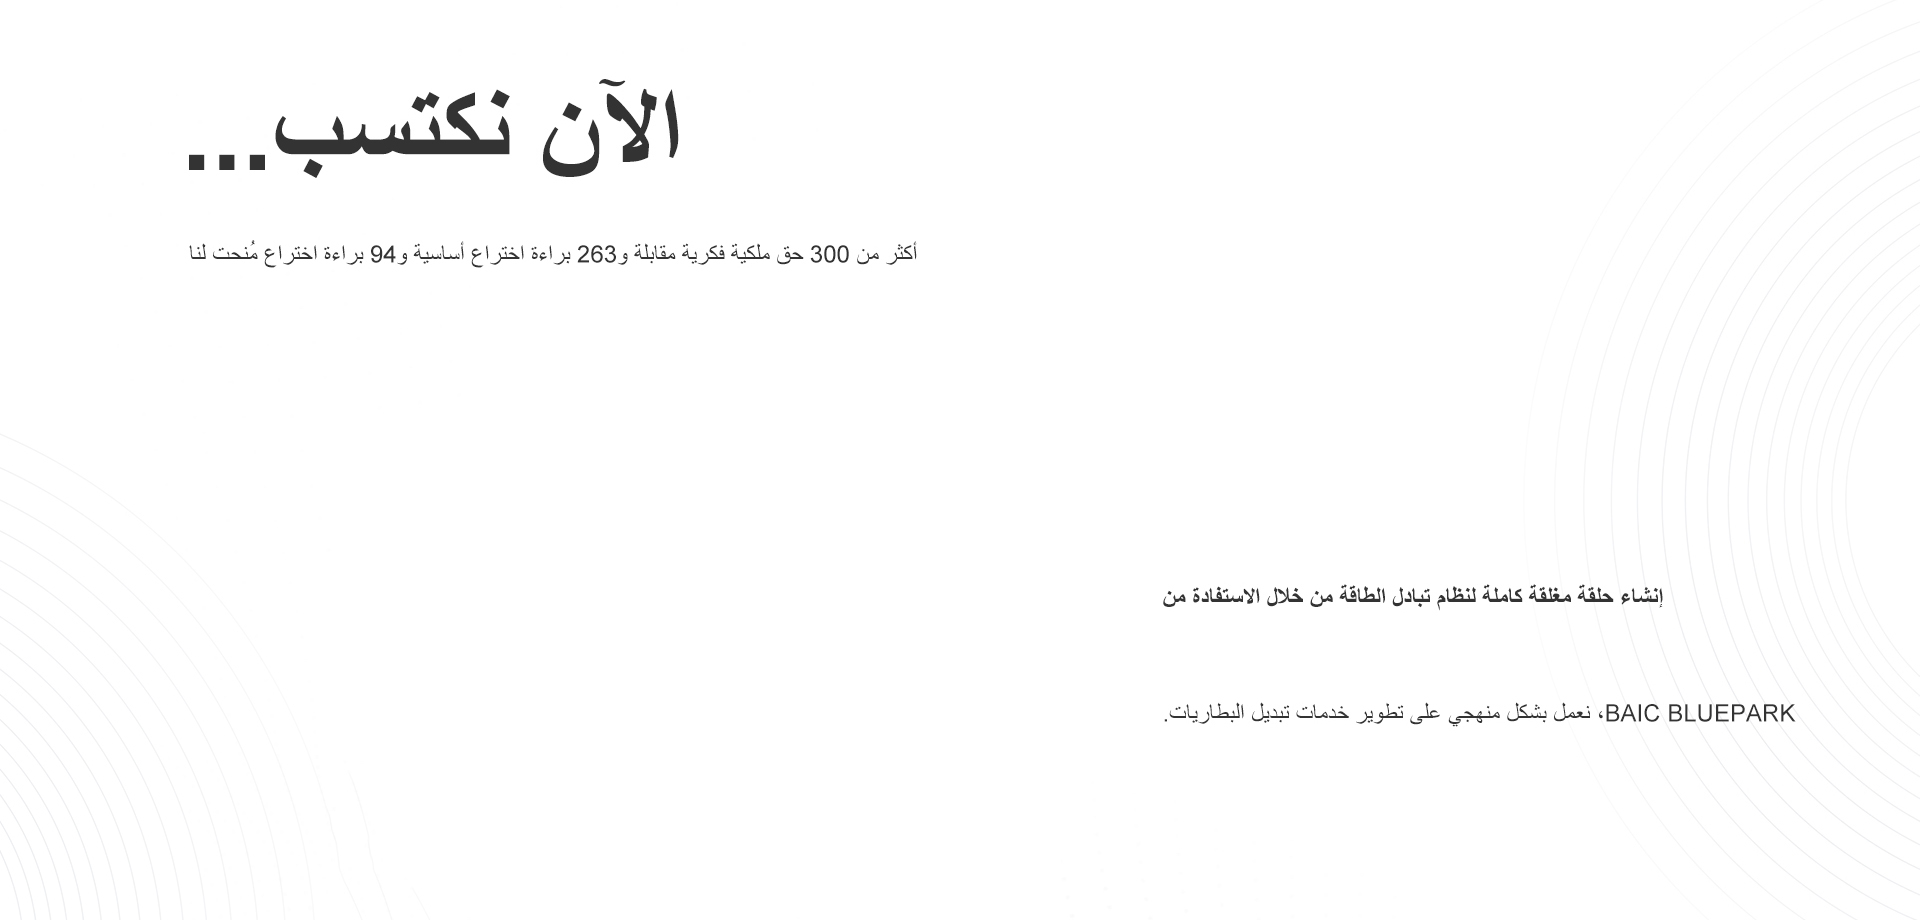 الآن نكتسب...
أكثر من 300 حق ملكية فكرية مقابلة و263 براءة اختراع أساسية و94 براءة اختراع مُنحت لنا
إنشاء حلقة مغلقة كاملة لنظام تبادل الطاقة من خلال الاستفادة من
BAIC BLUEPARK، نعمل بشكل منهجي على تطوير خدمات تبديل البطاريات.